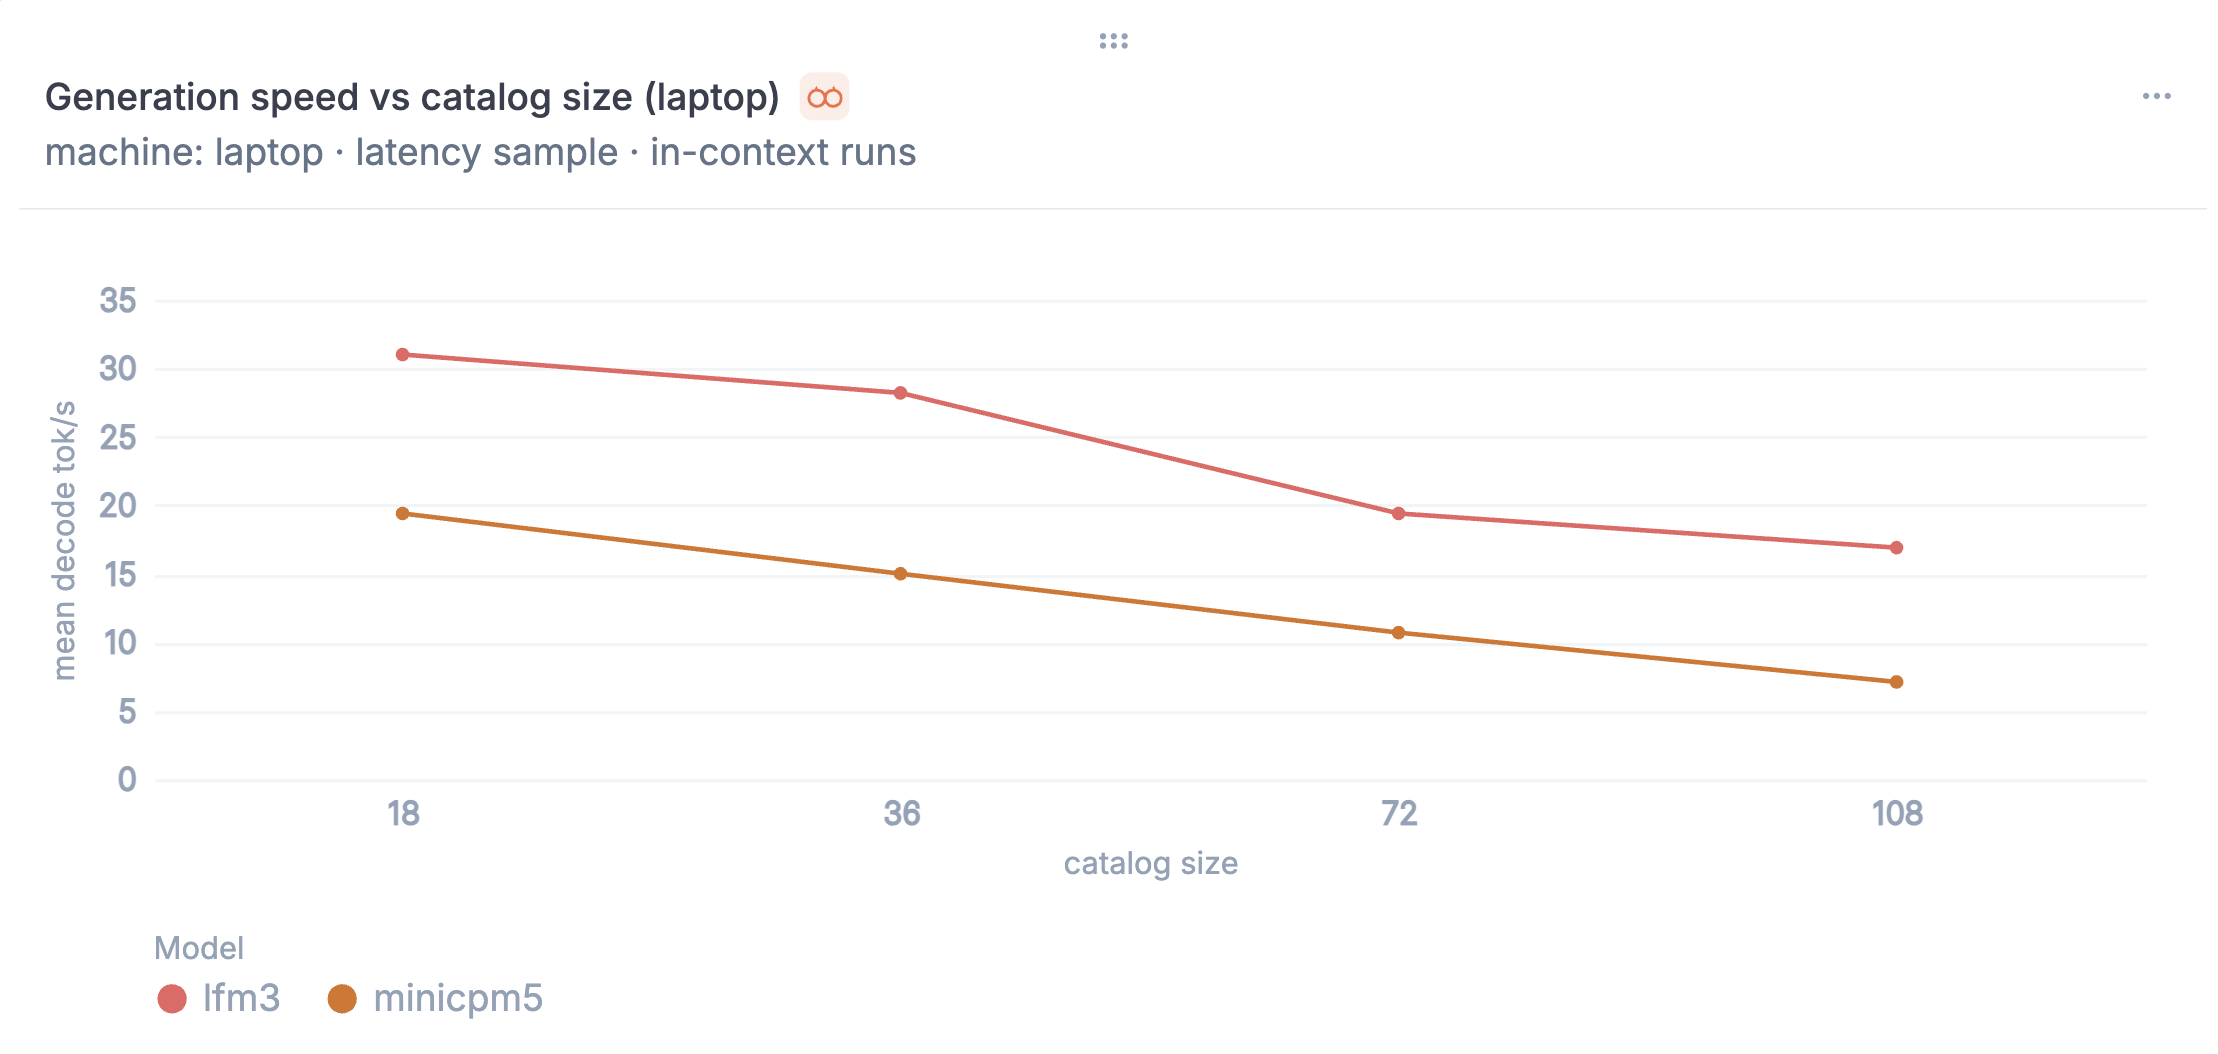 Generation speed vs catalog size (laptop)
machine: laptop · latency sample · in-context runs
35
30
25
20
15
10
5
0
mean decode tok/s
18 36 72 108
catalog size
Model
lfm3 minicpm5